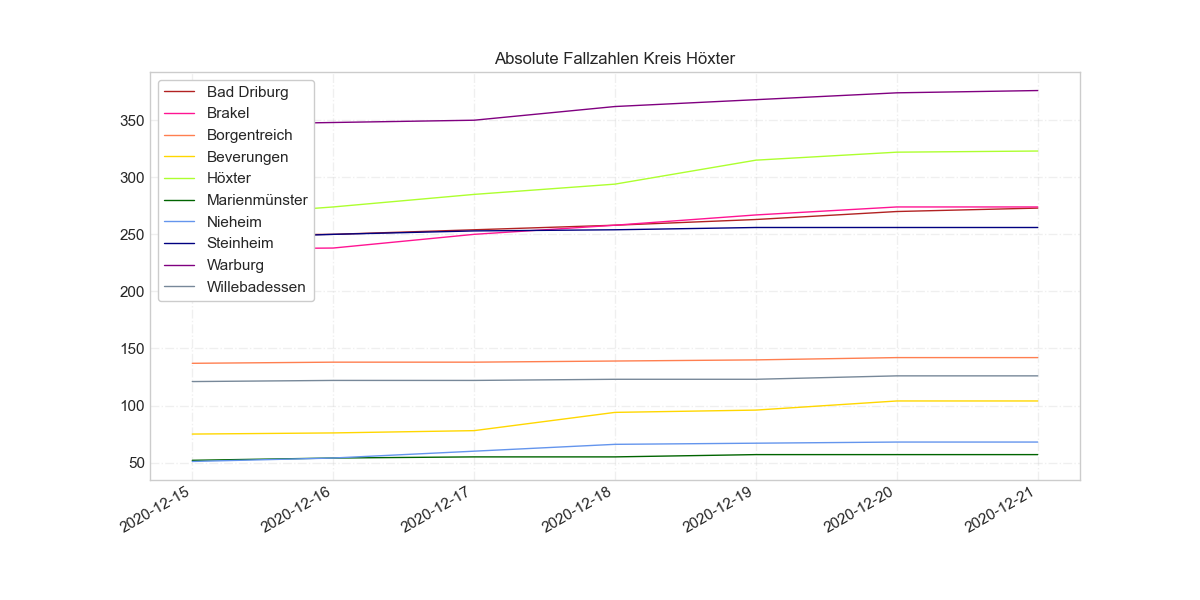 Absolute Fallzahlen Kreis Höxter
Bad Driburg
Brakel
Borgentreich
Beverungen
Höxter
Marienmünster
Nieheim
Steinheim
Warburg
Willebadessen
350
300
250
200
150
100
50
2020-12-15
2020-12-16
2020-12-17
2020-12-18
2020-12-19
2020-12-20
2020-12-21